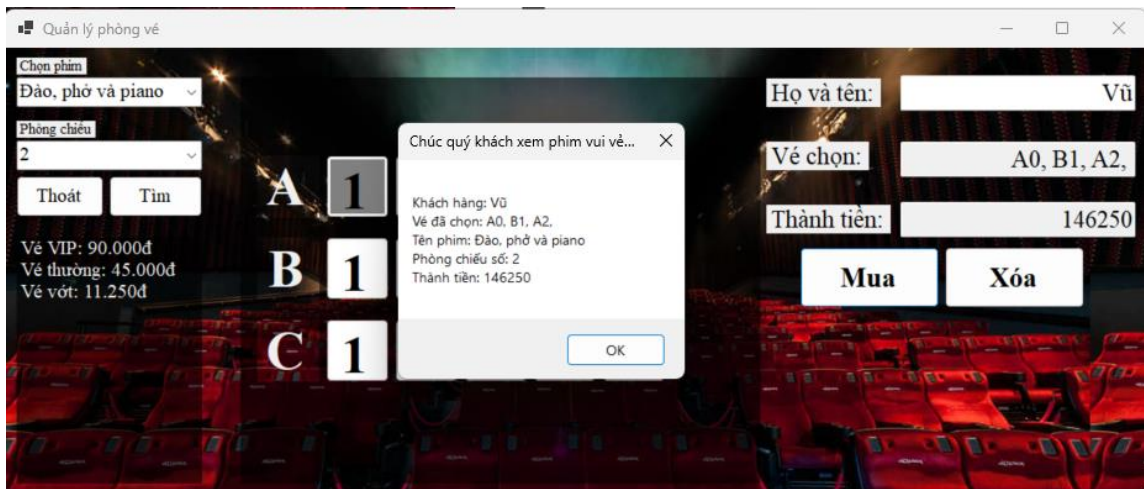 Quản lý phòng vé
Chọn phim
Đào, phở và piano
Phòng chiếu
2
Thoát Tìm
Vé VIP: 90.000đ
Vé thường: 45.000đ
Vé vớt: 11.250đ
A 1
B 1
C 1
Chúc quý khách xem phim vui vẻ...
Khách hàng: Vũ
Vé đã chọn: A0, B1, A2,
Tên phim: Đào, phở và piano
Phòng chiếu số: 2
Thành tiền: 146250
OK
Họ và tên: Vũ
Vé chọn: A0, B1, A2,
Thành tiền: 146250
Mua Xóa